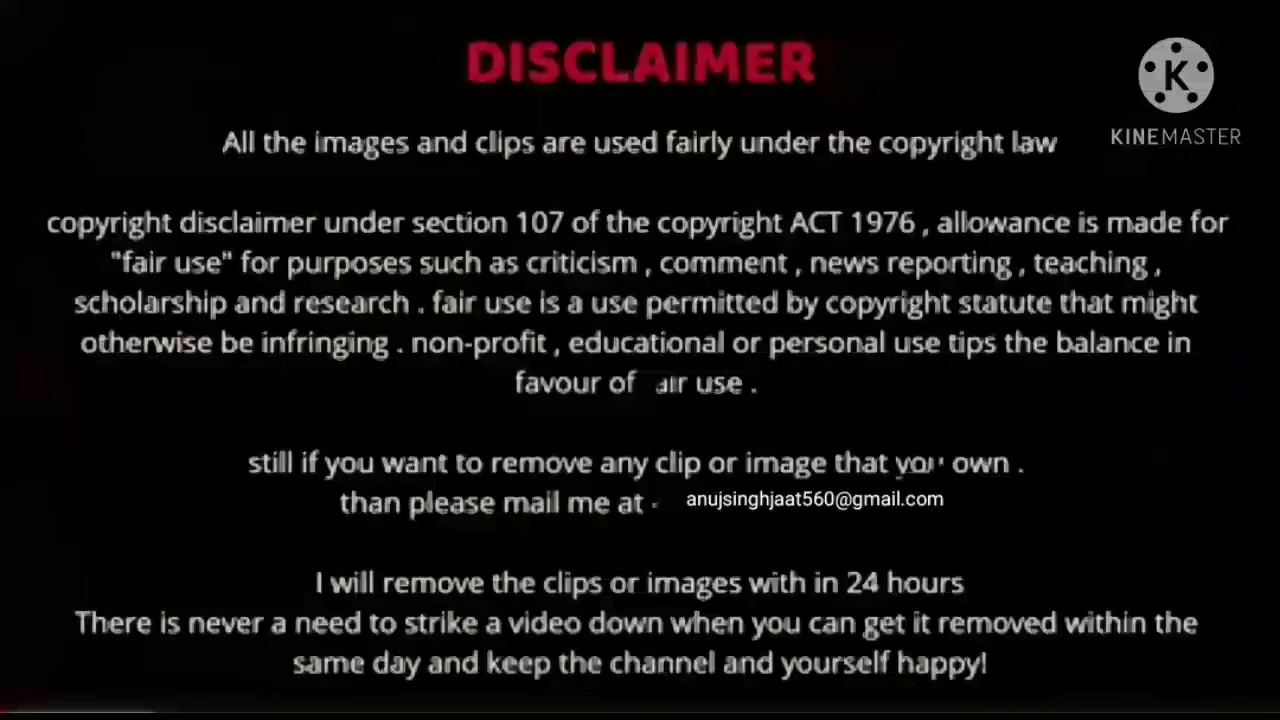 DISCLAIMER
KINEMASTER
All the images and clips are used fairly under the copyright law
copyright disclaimer under section 107 of the copyright ACT 1976 , allowance is made for
"fair use" for purposes such as criticism , comment , news reporting , teaching ,
scholarship and research . fair use is a use permitted by copyright statute that might
otherwise be infringing . non-profit , educational or personal use tips the balance in
favour of air use .
still if you want to remove any clip or image that own .
than please mail me at - anujsinghjaat560@gmail.com
I will remove the clips or images with in 24 hours
There is never a need to strike a video down when you can get it removed within the
same day and keep the channel and yourself happy!